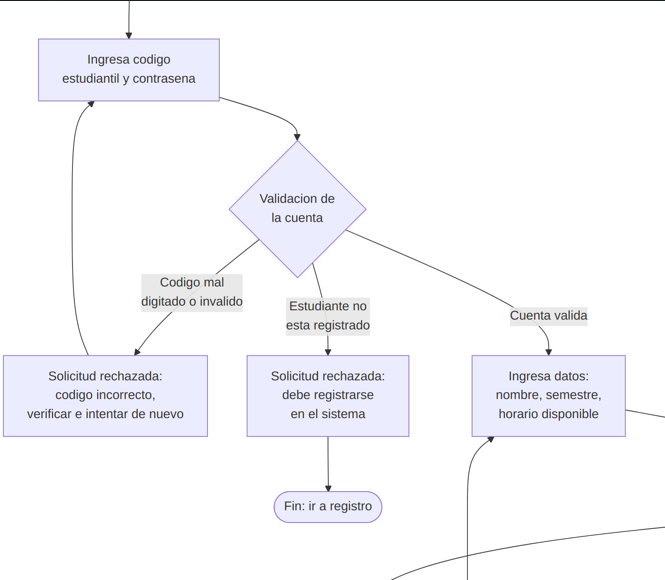 Ingresa codigo
estudiantil y contrasena
Validacion de
la cuenta
Codigo mal
digitado o invalido
Estudiante no
esta registrado
Cuenta valida
Solicitud rechazada:
codigo incorrecto,
verificar e intentar de nuevo
Solicitud rechazada:
debe registrarse
en el sistema
Ingresa datos:
nombre, semestre,
horario disponible
Fin: ir a registro